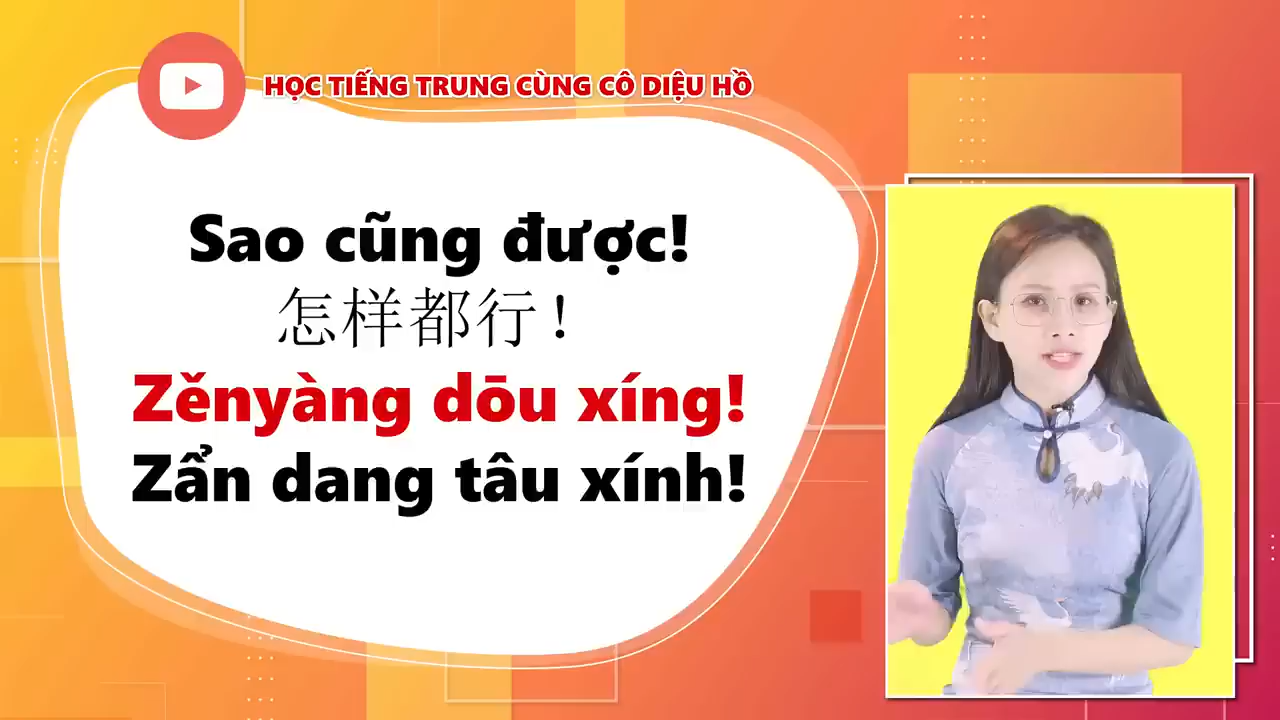 HỌC TIẾNG TRUNG CÙNG CÔ DIỆU HỒ
Sao cũng được!
怎样都行！
Zěnyàng dōu xíng!
Zẩn dang tâu xính!